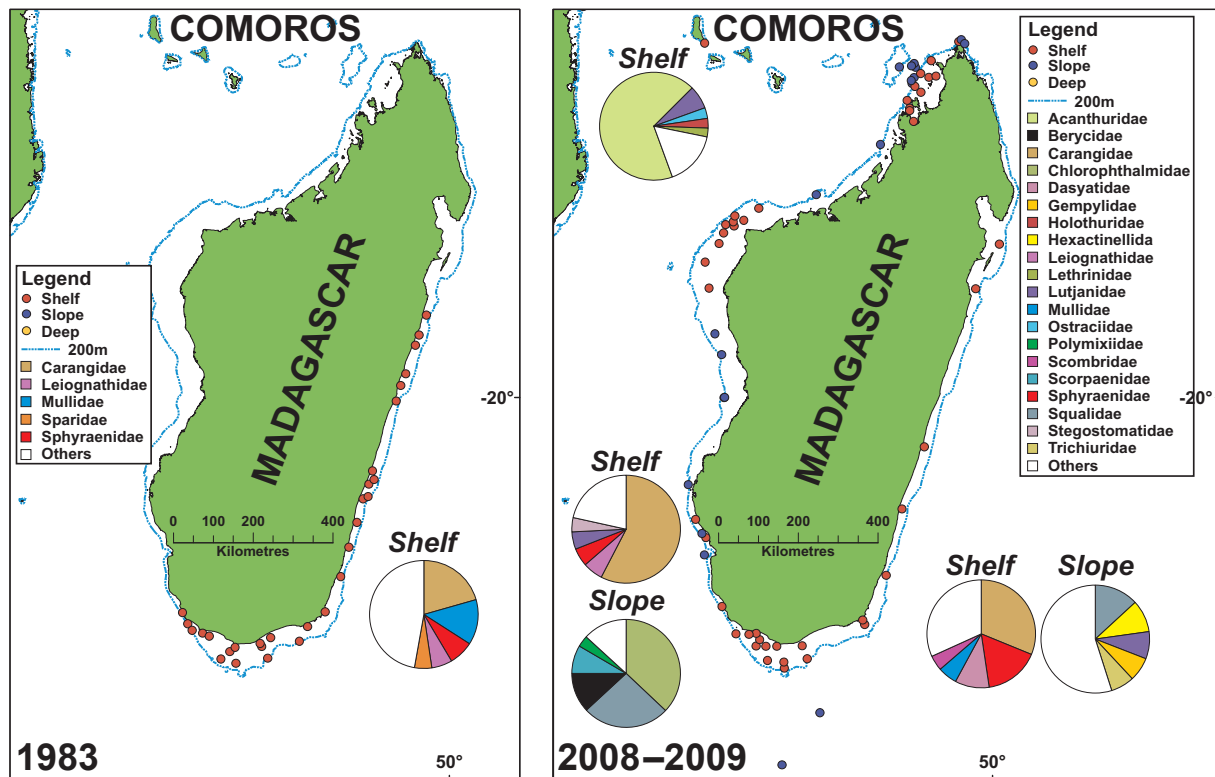 COMOROS
MADAGASCAR
Legend
Shelf
Slope
Deep
200m
Carangidae
Leiognathidae
Mullidae
Sparidae
Sphyraenidae
Others
-20°
0 100 200 400
Kilometres
Shelf
1983
50°
COMOROS
Shelf
MADAGASCAR
Legend
Shelf
Slope
Deep
200m
Acanthuridae
Berycidae
Carangidae
Chlorophthalmidae
Dasyatidae
Gempylidae
Holothuridae
Hexactinellida
Leiognathidae
Lethrinidae
Lutjanidae
Mullidae
Ostraciidae
Polymixiidae
Scombridae
Scorpaenidae
Sphyraenidae
Squalidae
Stegostomatidae
Trichiuridae
Others
-20°
Shelf
0 100 200 400
Kilometres
Slope
Shelf
Slope
2008–2009
50°